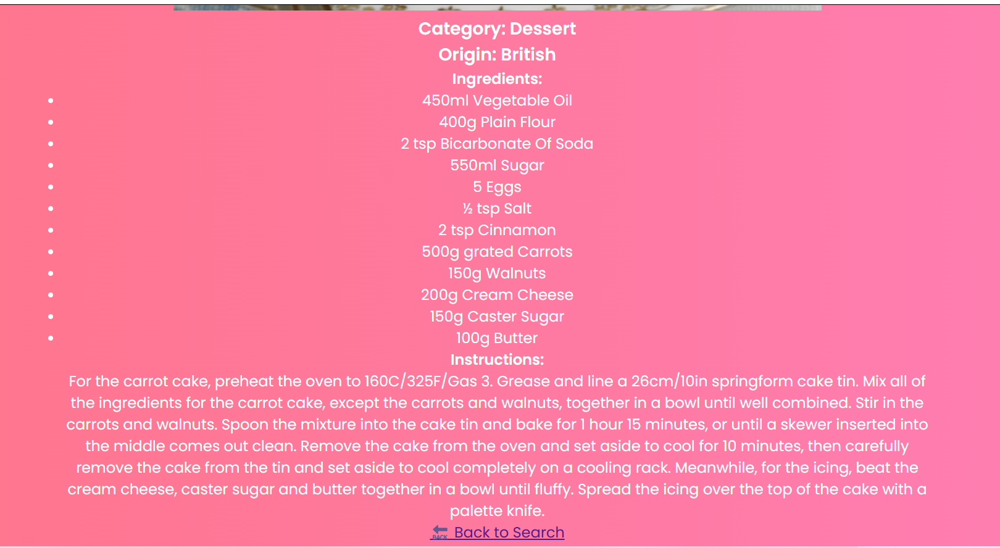 Category: Dessert
Origin: British
Ingredients:
450ml Vegetable Oil
400g Plain Flour
2 tsp Bicarbonate Of Soda
550ml Sugar
5 Eggs
½ tsp Salt
2 tsp Cinnamon
500g grated Carrots
150g Walnuts
200g Cream Cheese
150g Caster Sugar
100g Butter
Instructions:
For the carrot cake, preheat the oven to 160C/325F/Gas 3. Grease and line a 26cm/10in springform cake tin. Mix all of
the ingredients for the carrot cake, except the carrots and walnuts, together in a bowl until well combined. Stir in the
carrots and walnuts. Spoon the mixture into the cake tin and bake for 1 hour 15 minutes, or until a skewer inserted into
the middle comes out clean. Remove the cake from the oven and set aside to cool for 10 minutes, then carefully
remove the cake from the tin and set aside to cool completely on a cooling rack. Meanwhile, for the icing, beat the
cream cheese, caster sugar and butter together in a bowl until fluffy. Spread the icing over the top of the cake with a
palette knife.
BACK Back to Search